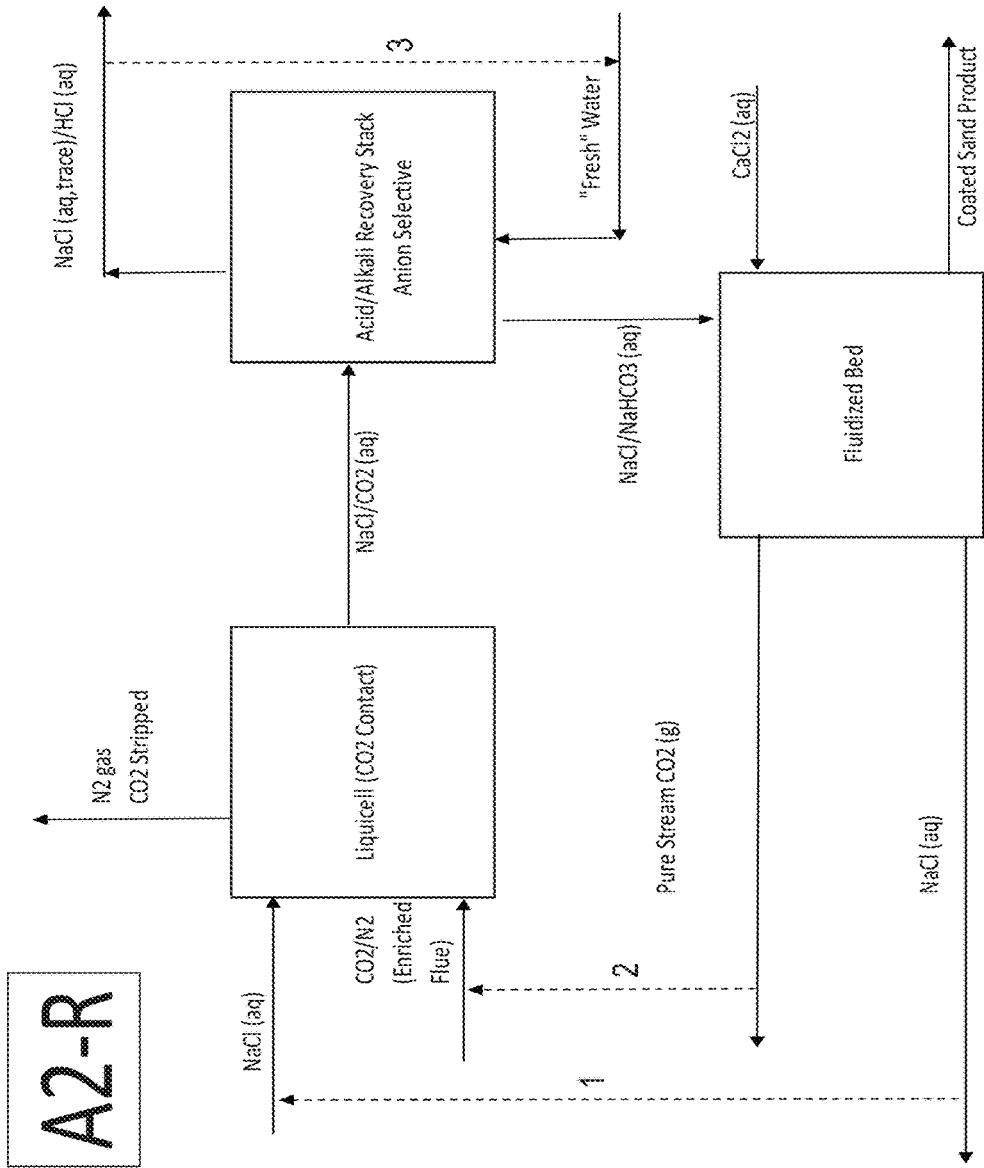 A2-R
N2 gas
CO2 Stripped
NaCl (aq,trace)/HCl (aq)
NaCl (aq)
CO2/N2
(Enriched
Flue)
Liquicell (CO2 Contact)
NaCl/CO2 (aq)
Acid/Alkali Recovery Stack
Anion Selective
3
"Fresh" Water
1
2
Pure Stream CO2 (g)
NaCl/NaHCO3 (aq)
CaCl2 (aq)
Fluidized Bed
NaCl (aq)
Coated Sand Product